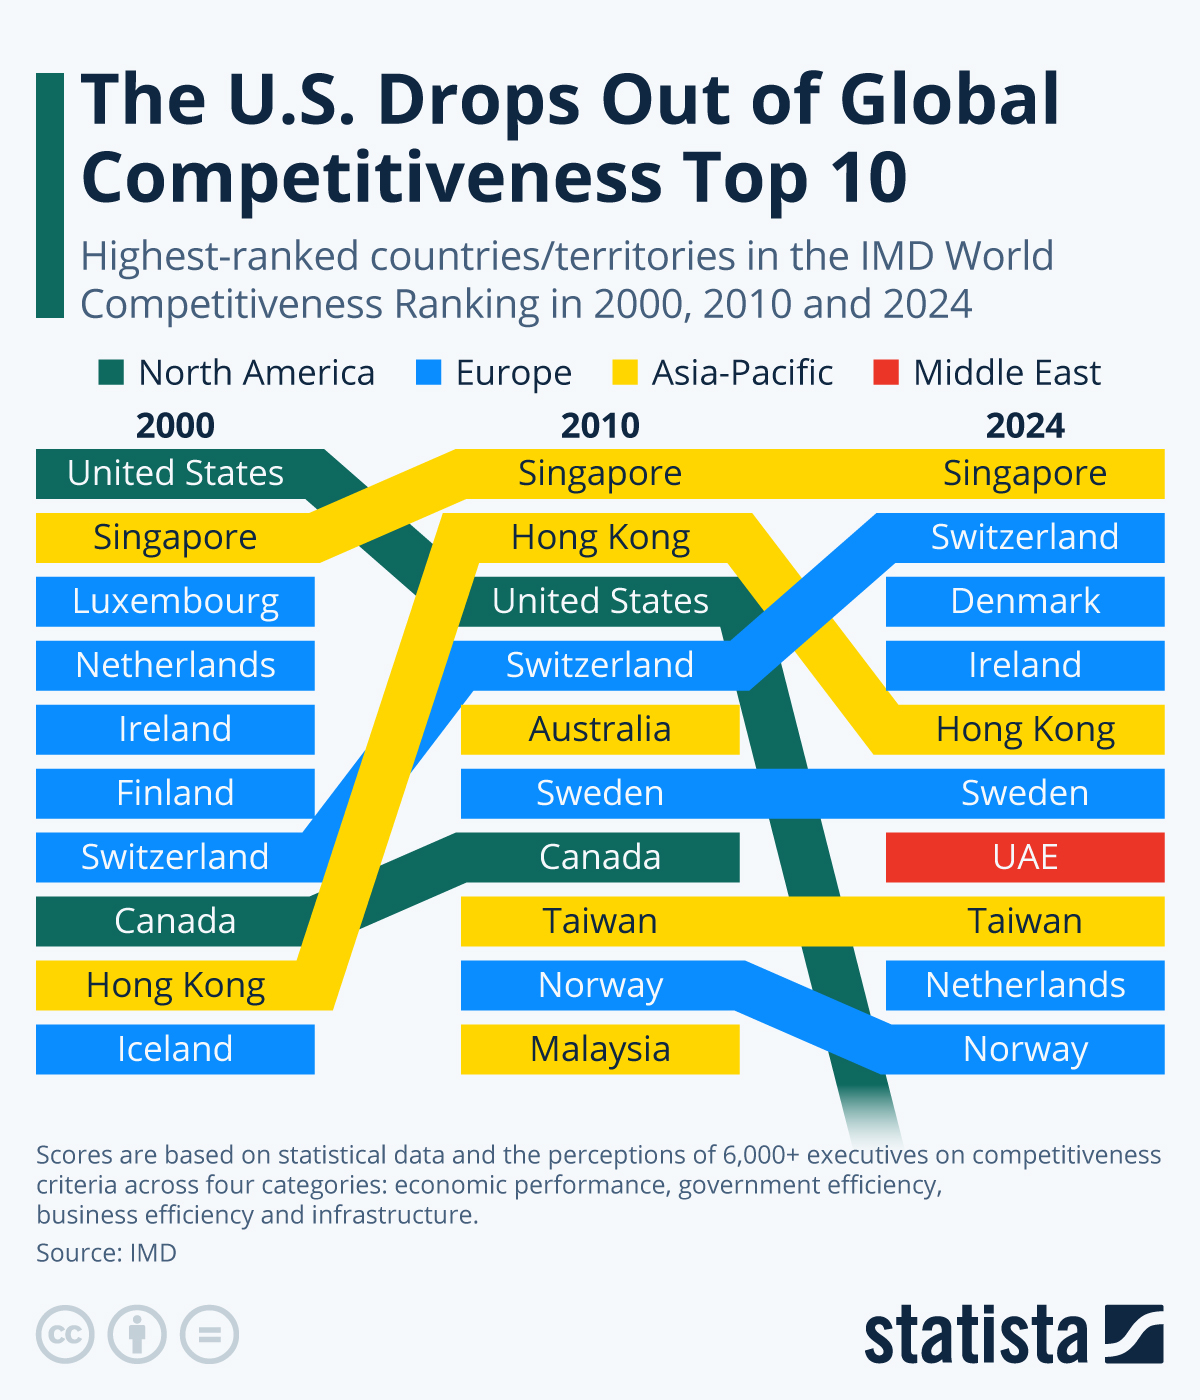 The U.S. Drops Out of Global
Competitiveness Top 10
Highest-ranked countries/territories in the IMD World
Competitiveness Ranking in 2000, 2010 and 2024
North America Europe Asia-Pacific Middle East
2000 2010 2024
United States Singapore Singapore
Singapore Hong Kong Switzerland
Luxembourg United States Denmark
Netherlands Switzerland Ireland
Ireland Australia Hong Kong
Finland Sweden Sweden
Switzerland Canada UAE
Canada Taiwan Taiwan
Hong Kong Norway Netherlands
Iceland Malaysia Norway
Scores are based on statistical data and the perceptions of 6,000+ executives on competitiveness
criteria across four categories: economic performance, government efficiency,
business efficiency and infrastructure.
Source: IMD
cc
statista